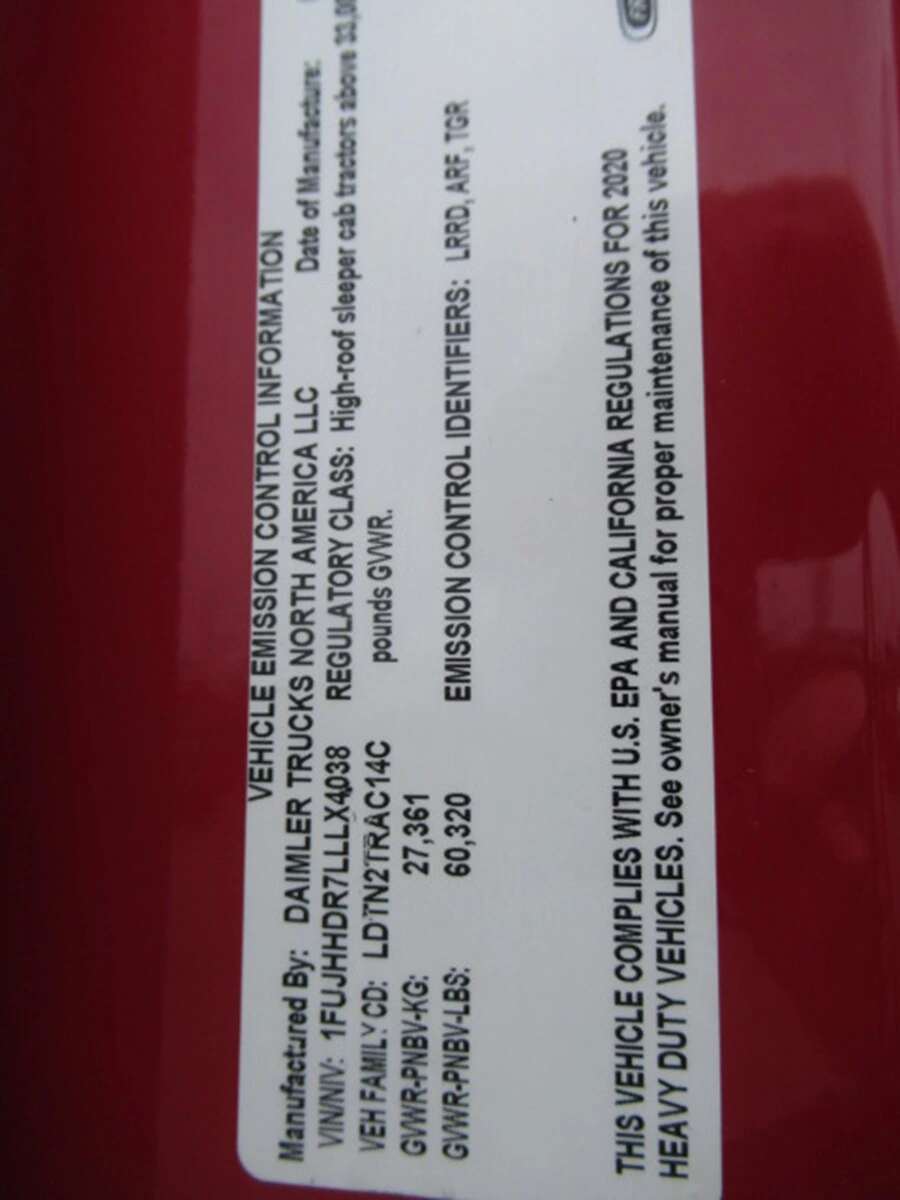 VEHICLE EMISSION CONTROL INFORMATION
Manufactured By: DAIMLER TRUCKS NORTH AMERICA LLC Date of Manufacture:
VIN/NIV: 1FUJHHDR7LLLX4038 REGULATORY CLASS: High-roof sleeper cab tractors above 33,00
VEH FAMILY CD: LDTN2TRAC14C pounds GVWR.
GVWR-PNBV-KG: 27,361
GVWR-PNBV-LBS: 60,320 EMISSION CONTROL IDENTIFIERS: LRRD, ARF, TGR
THIS VEHICLE COMPLIES WITH U.S. EPA AND CALIFORNIA REGULATIONS FOR 2020
HEAVY DUTY VEHICLES. See owner's manual for proper maintenance of this vehicle.